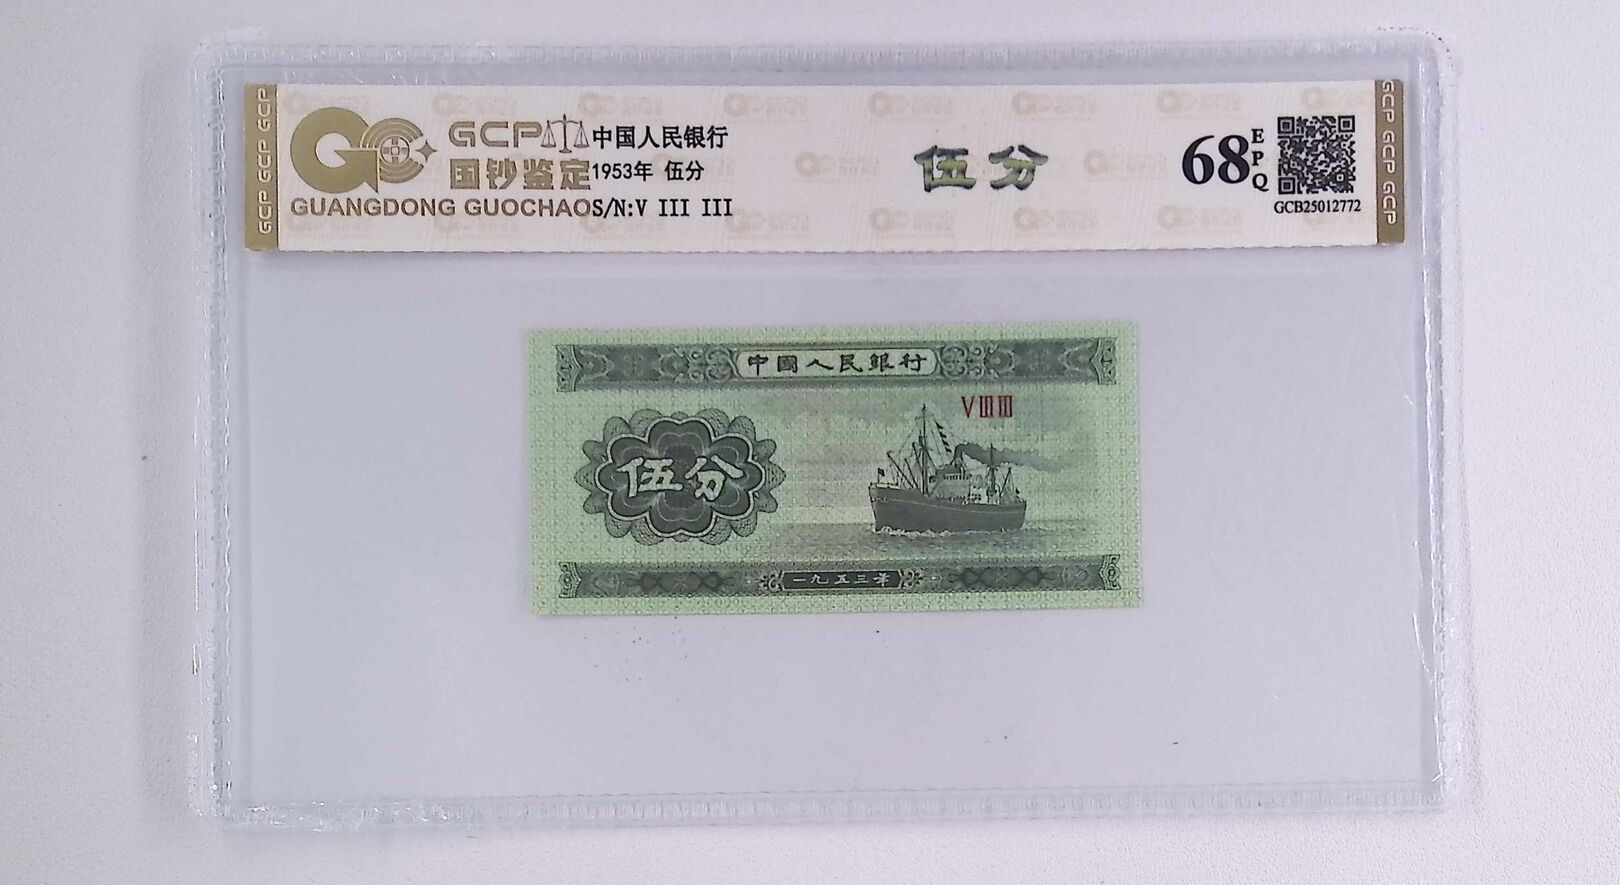 GCP 中国人民银行
国钞鉴定 1953年 伍分
GUANGDONG GUOCHAO S/N:V III III
伍分
68 EPQ
GCB25012772
GCP GCP GCP
GCP GCP GCP
中國人民銀行
V III III
伍分
一九五三年